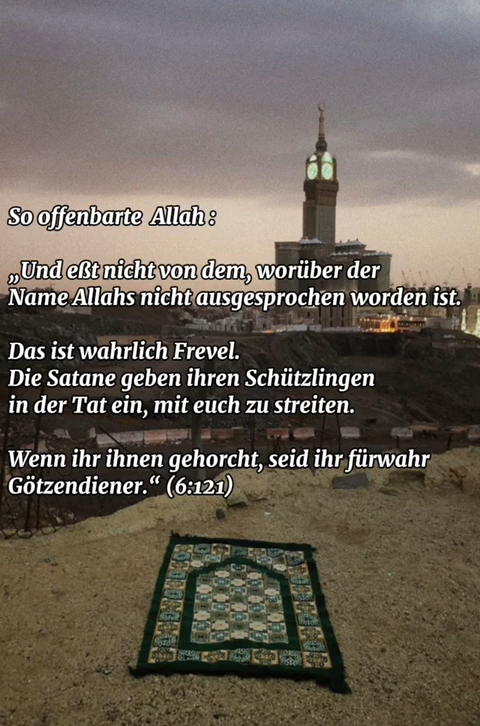 So offenbarte Allah :
„Und eßt nicht von dem, worüber der
Name Allahs nicht ausgesprochen worden ist.
Das ist wahrlich Frevel.
Die Satane geben ihren Schützlingen
in der Tat ein, mit euch zu streiten.
Wenn ihr ihnen gehorcht, seid ihr fürwahr
Götzendiener.“ (6:121)